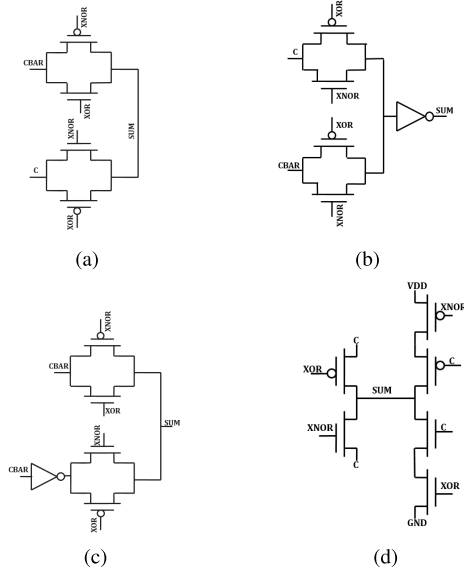 XNOR
CBAR
XOR
XNOR
SUM
C
XOR
(a)
XOR
C
XNOR
SUM
XOR
CBAR
XNOR
(b)
XNOR
CBAR
XOR
SUM
XNOR
CBAR
XOR
(c)
VDD
XNOR
C
C
XOR
SUM
XNOR
C
C
XOR
GND
(d)